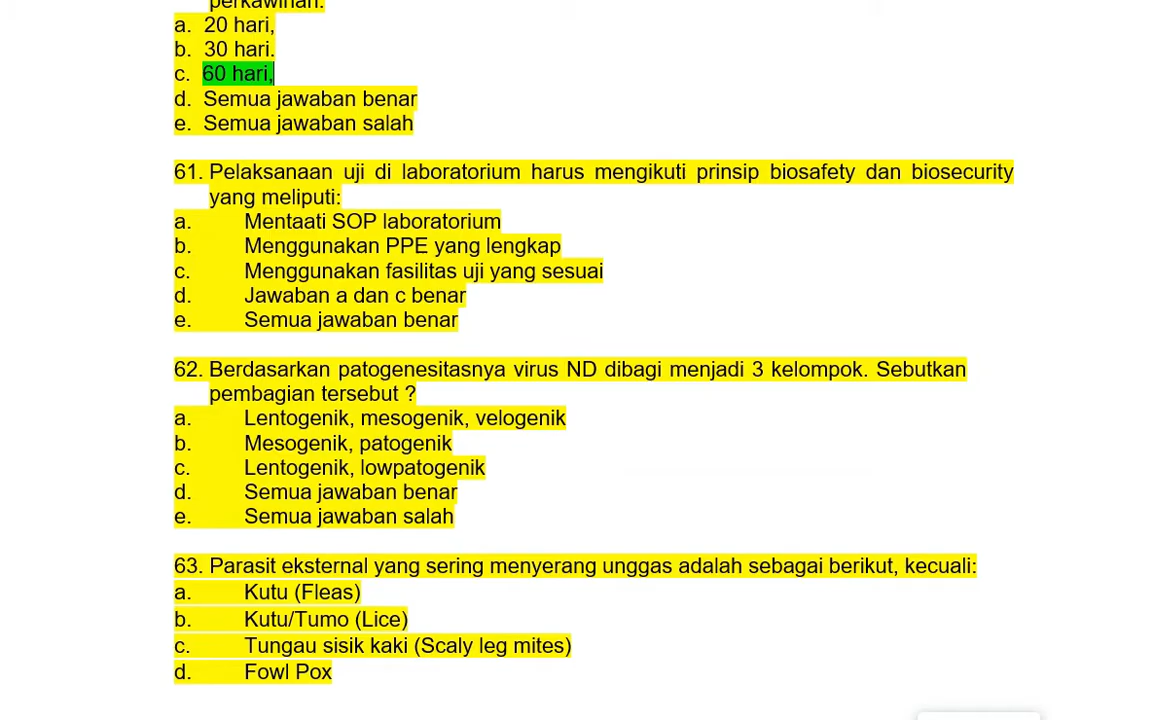 perkawinan:
a. 20 hari,
b. 30 hari.
c. 60 hari,
d. Semua jawaban benar
e. Semua jawaban salah
61. Pelaksanaan uji di laboratorium harus mengikuti prinsip biosafety dan biosecurity
yang meliputi:
a. Mentaati SOP laboratorium
b. Menggunakan PPE yang lengkap
c. Menggunakan fasilitas uji yang sesuai
d. Jawaban a dan c benar
e. Semua jawaban benar
62. Berdasarkan patogenesitasnya virus ND dibagi menjadi 3 kelompok. Sebutkan
pembagian tersebut ?
a. Lentogenik, mesogenik, velogenik
b. Mesogenik, patogenik
c. Lentogenik, lowpatogenik
d. Semua jawaban benar
e. Semua jawaban salah
63. Parasit eksternal yang sering menyerang unggas adalah sebagai berikut, kecuali:
a. Kutu (Fleas)
b. Kutu/Tumo (Lice)
c. Tungau sisik kaki (Scaly leg mites)
d. Fowl Pox